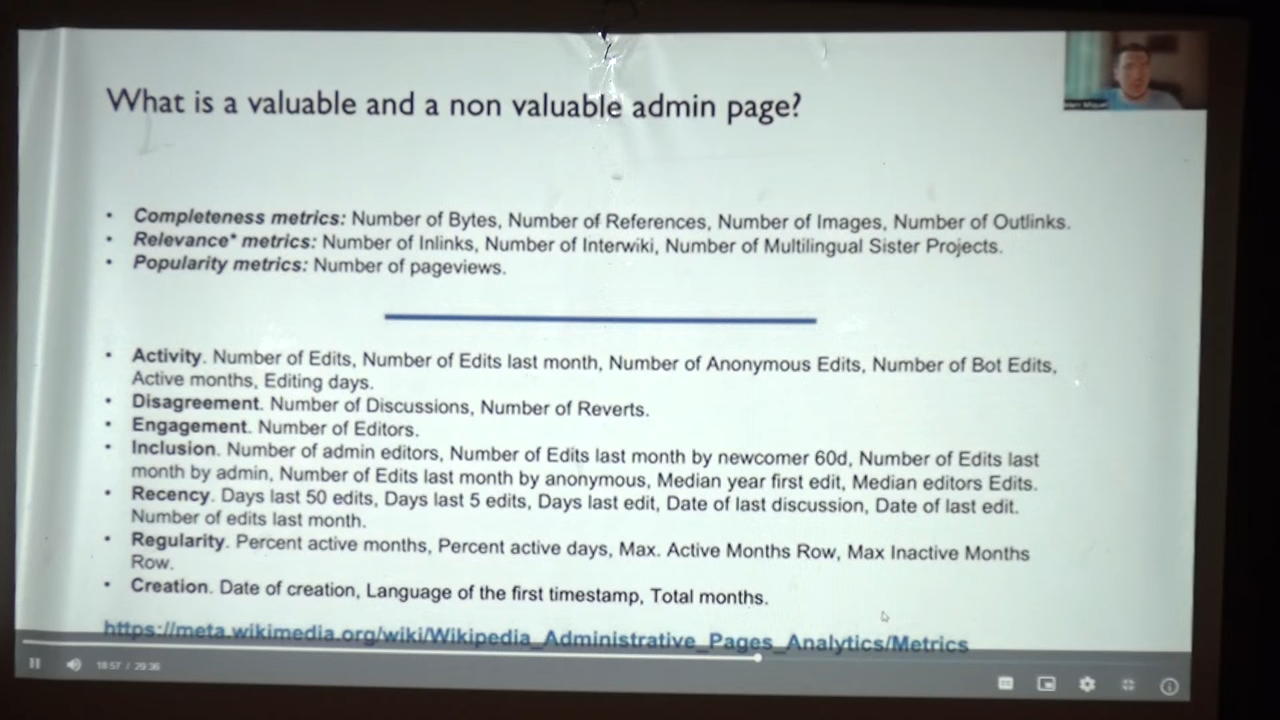 What is a valuable and a non valuable admin page?
• Completeness metrics: Number of Bytes, Number of References, Number of Images, Number of Outlinks.
• Relevance* metrics: Number of Inlinks, Number of Interwiki, Number of Multilingual Sister Projects.
• Popularity metrics: Number of pageviews.
• Activity. Number of Edits, Number of Edits last month, Number of Anonymous Edits, Number of Bot Edits,
Active months, Editing days.
• Disagreement. Number of Discussions, Number of Reverts.
• Engagement. Number of Editors.
• Inclusion. Number of admin editors, Number of Edits last month by newcomer 60d, Number of Edits last
month by admin, Number of Edits last month by anonymous, Median year first edit, Median editors Edits.
• Recency. Days last 50 edits, Days last 5 edits, Days last edit, Date of last discussion, Date of last edit.
Number of edits last month.
• Regularity. Percent active months, Percent active days, Max. Active Months Row, Max Inactive Months
Row.
• Creation. Date of creation, Language of the first timestamp, Total months.
https://meta.wikimedia.org/wiki/Wikipedia_Administrative_Pages_Analytics/Metrics
18:57 / 29:36